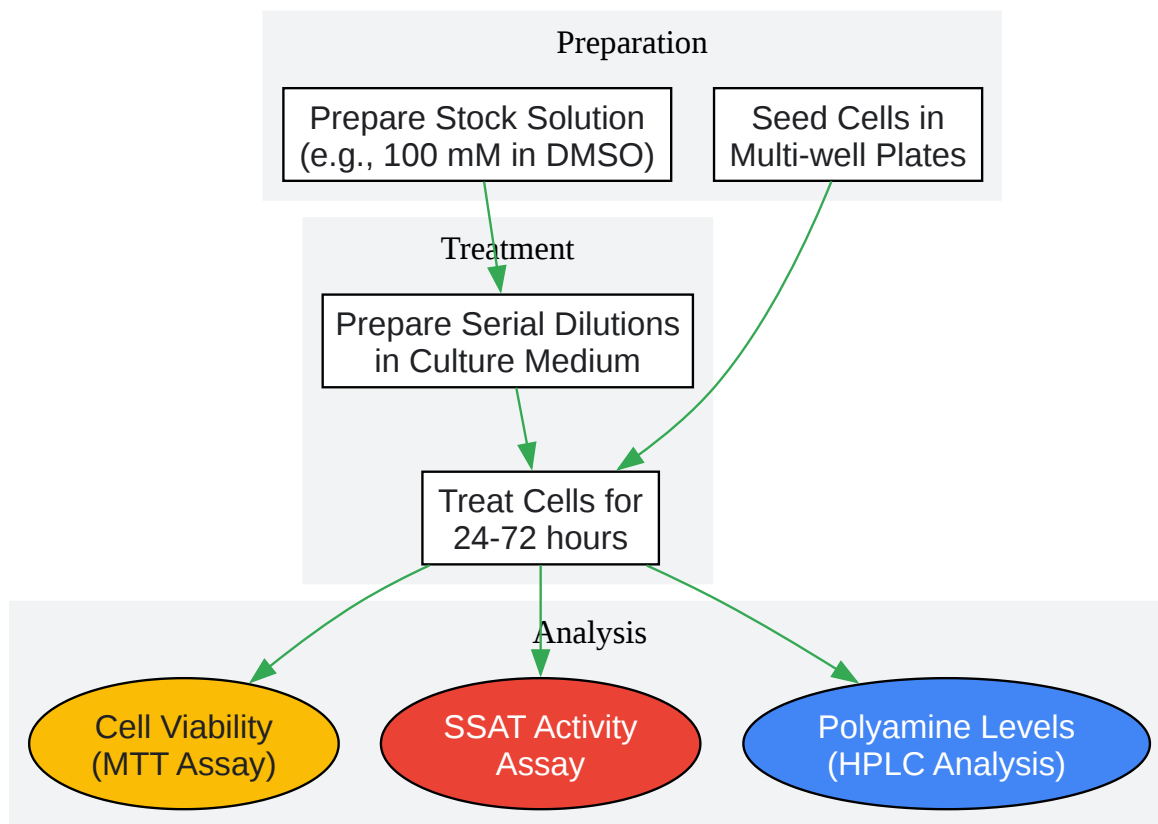 Preparation
Prepare Stock Solution
(e.g., 100 mM in DMSO)
Seed Cells in
Multi-well Plates
Treatment
Prepare Serial Dilutions
in Culture Medium
Treat Cells for
24-72 hours
Analysis
Cell Viability
(MTT Assay)
SSAT Activity
Assay
Polyamine Levels
(HPLC Analysis)